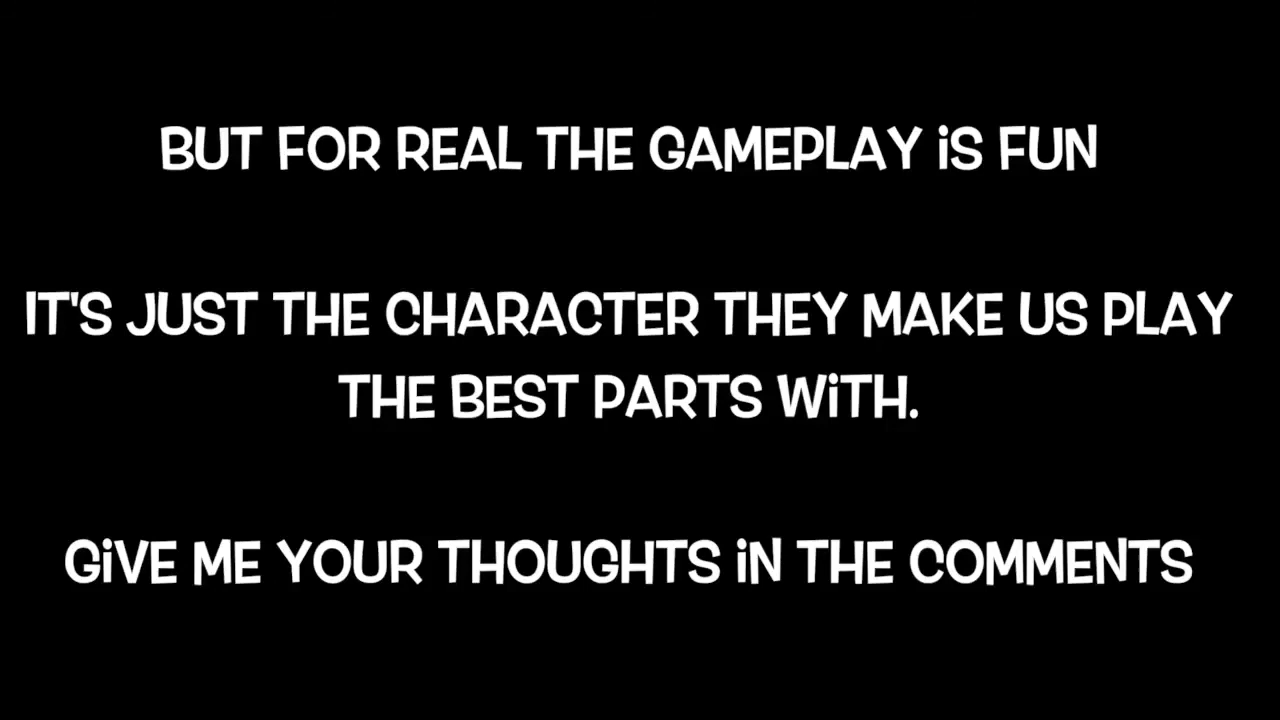 BUT FOR REAL THE GAMEPLAY iS FUN
IT'S JUST THE CHARACTER THEY MAKE US PLAY
THE BEST PARTS WiTH.
GiVE ME YOUR THOUGHTS iN THE COMMENTS